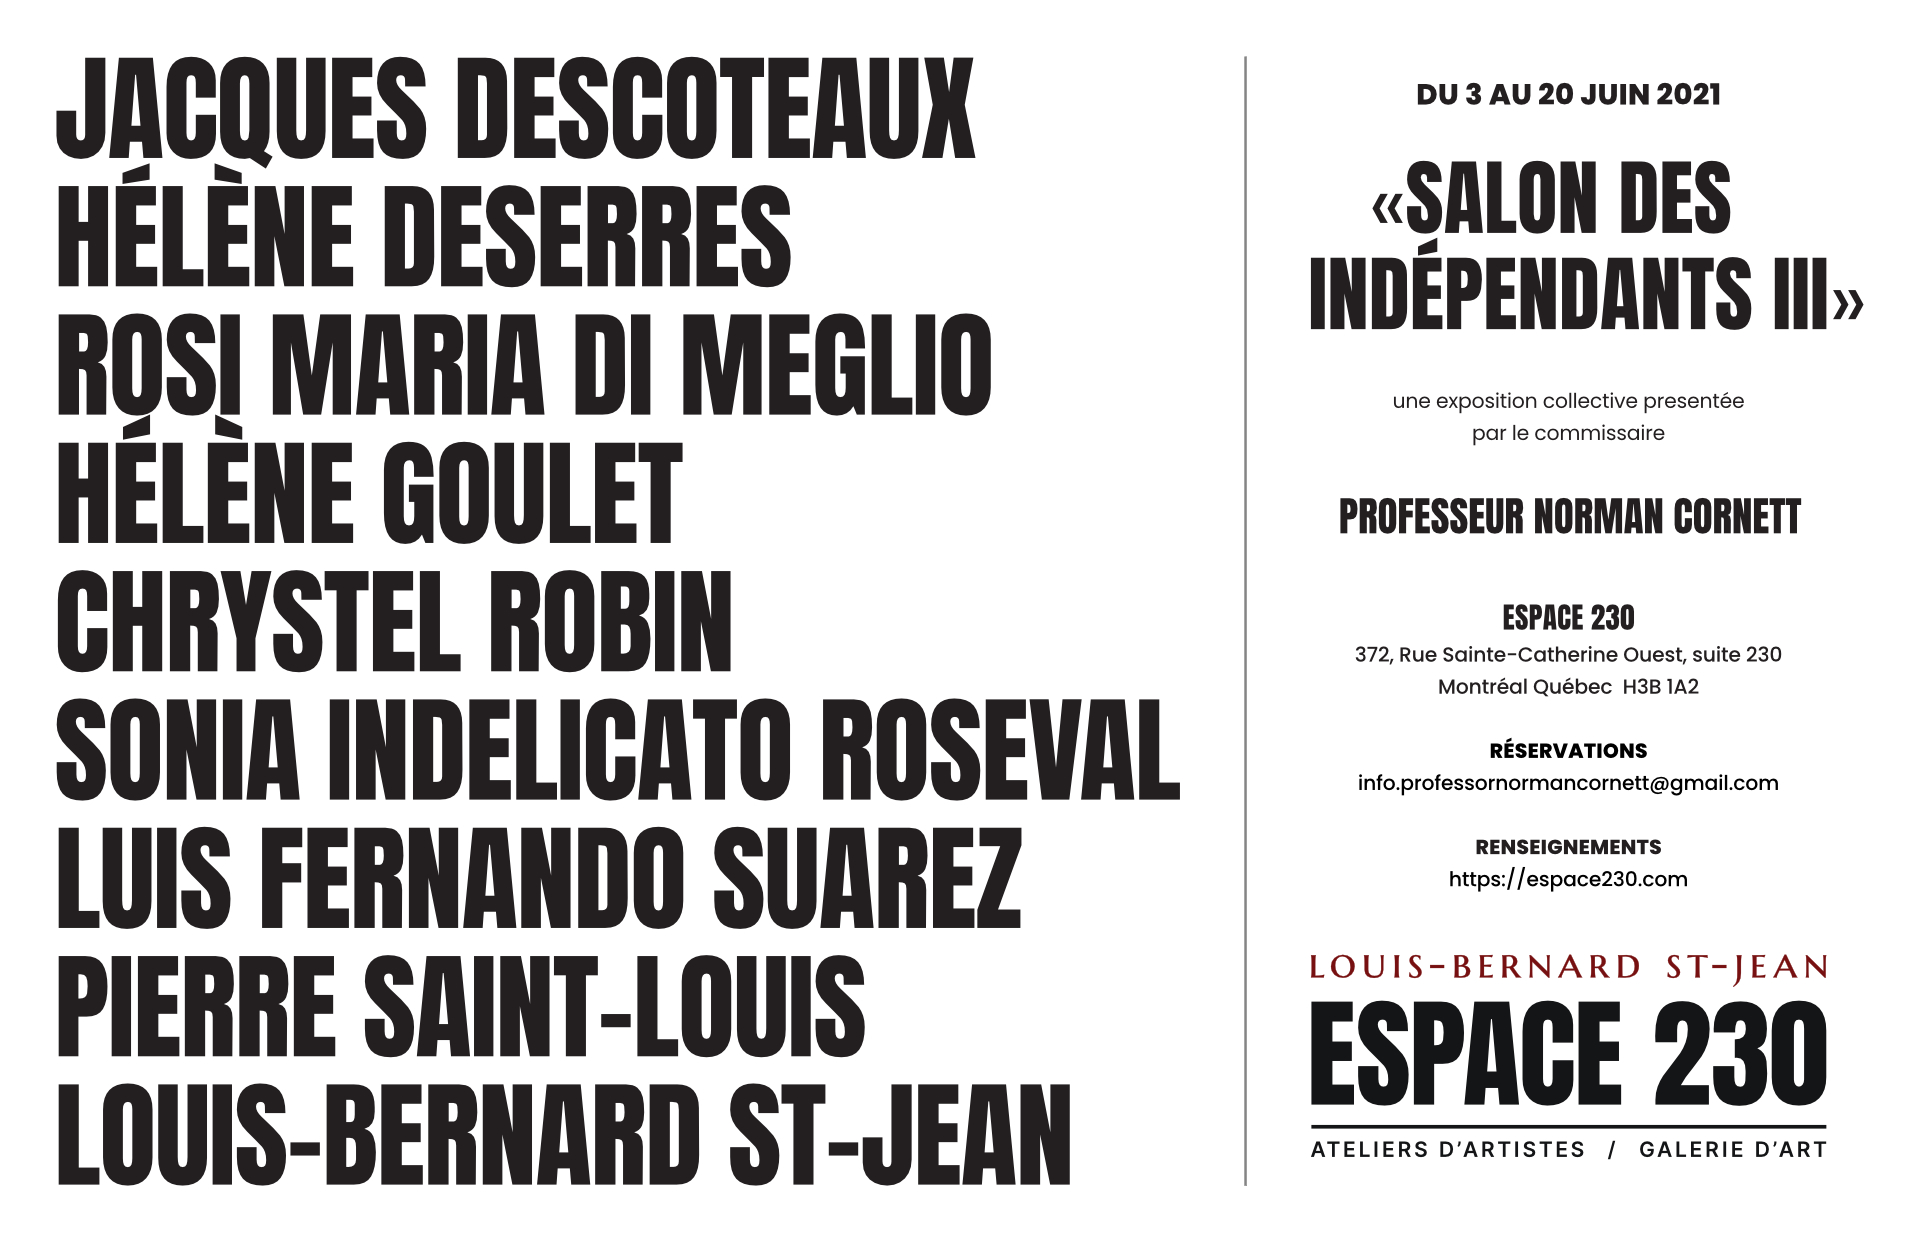 JACQUES DESCOTEAUX
HÉLÈNE DESERRES
ROSI MARIA DI MEGLIO
HÉLÈNE GOULET
CHRYSTEL ROBIN
SONIA INDELICATO ROSEVAL
LUIS FERNANDO SUAREZ
PIERRE SAINT-LOUIS
LOUIS-BERNARD ST-JEAN
DU 3 AU 20 JUIN 2021
«SALON DES
INDÉPENDANTS III»
une exposition collective presentée
par le commissaire
PROFESSEUR NORMAN CORNETT
ESPACE 230
372, Rue Sainte-Catherine Ouest, suite 230
Montréal Québec  H3B 1A2
RÉSERVATIONS
info.professornormancornett@gmail.com
RENSEIGNEMENTS
https://espace230.com
LOUIS-BERNARD ST-JEAN
ESPACE 230
ATELIERS D'ARTISTES / GALERIE D'ART